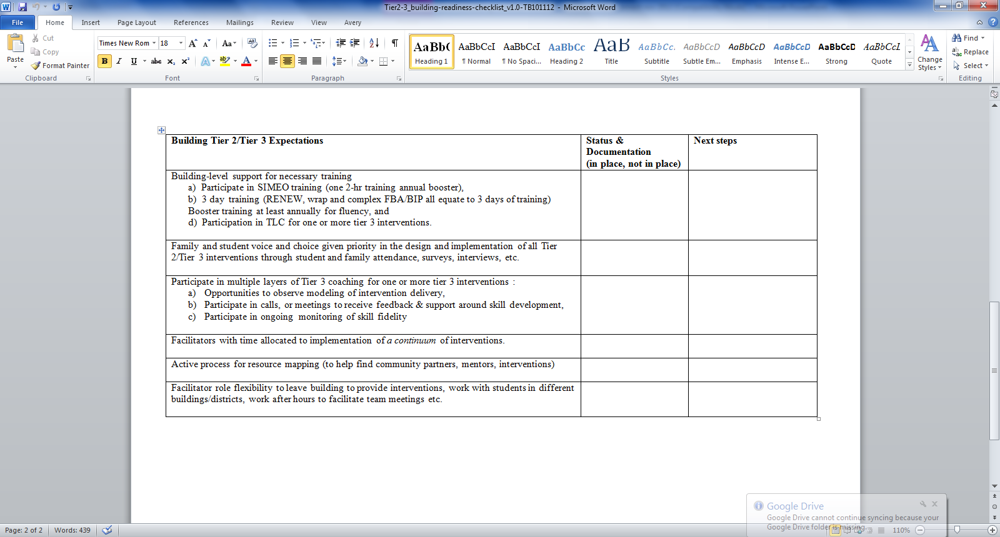 Tier2-3_building-readiness-checklist_v1.0-TB101112 - Microsoft Word
File Home Insert Page Layout References Mailings Review View Avery
Paste
Cut
Copy
Format Painter
Clipboard
Times New Rom 18
Font
Paragraph
AaBb( AaBbCcI AaBbCcI AaBbCc AaB AaBbCc. AaBbCcD AaBbCcD AaBbCcD AaBbCcD AaBbCcI
Heading 1 ¶ Normal ¶ No Spaci... Heading 2 Title Subtitle Subtle Em... Emphasis Intense E... Strong Quote
Change Styles
Styles
Find
Replace
Select
Editing
Building Tier 2/Tier 3 Expectations
Status &
Documentation
(in place, not in place)
Next steps
Building-level support for necessary training
a) Participate in SIMEO training (one 2-hr training annual booster),
b) 3 day training (RENEW, wrap and complex FBA/BIP all equate to 3 days of training)
Booster training at least annually for fluency, and
d) Participation in TLC for one or more tier 3 interventions.
Family and student voice and choice given priority in the design and implementation of all Tier
2/Tier 3 interventions through student and family attendance, surveys, interviews, etc.
Participate in multiple layers of Tier 3 coaching for one or more tier 3 interventions :
a) Opportunities to observe modeling of intervention delivery,
b) Participate in calls, or meetings to receive feedback & support around skill development,
c) Participate in ongoing monitoring of skill fidelity
Facilitators with time allocated to implementation of a continuum of interventions.
Active process for resource mapping (to help find community partners, mentors, interventions)
Facilitator role flexibility to leave building to provide interventions, work with students in different
buildings/districts, work after hours to facilitate team meetings etc.
Google Drive
Google Drive cannot continue syncing because your
Google Drive folder is missing.
Page: 2 of 2 Words: 439 110%